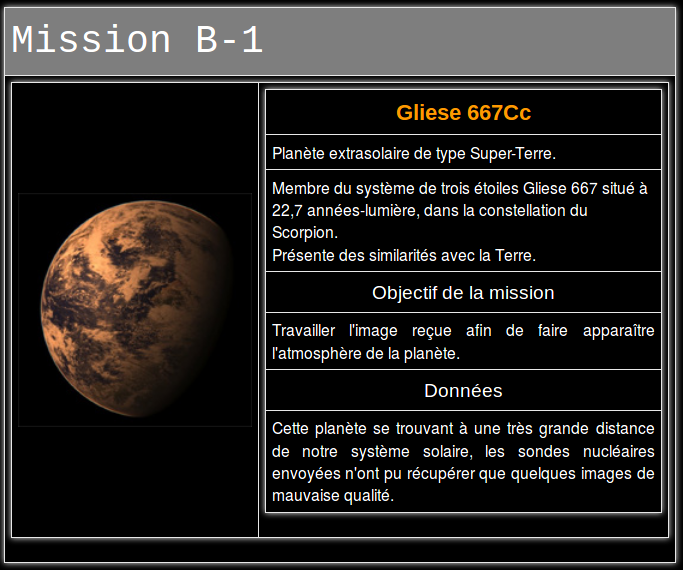 Mission B-1
Gliese 667Cc
Planète extrasolaire de type Super-Terre.
Membre du système de trois étoiles Gliese 667 situé à
22,7 années-lumière, dans la constellation du
Scorpion.
Présente des similarités avec la Terre.
Objectif de la mission
Travailler l'image reçue afin de faire apparaître
l'atmosphère de la planète.
Données
Cette planète se trouvant à une très grande distance
de notre système solaire, les sondes nucléaires
envoyées n'ont pu récupérer que quelques images de
mauvaise qualité.